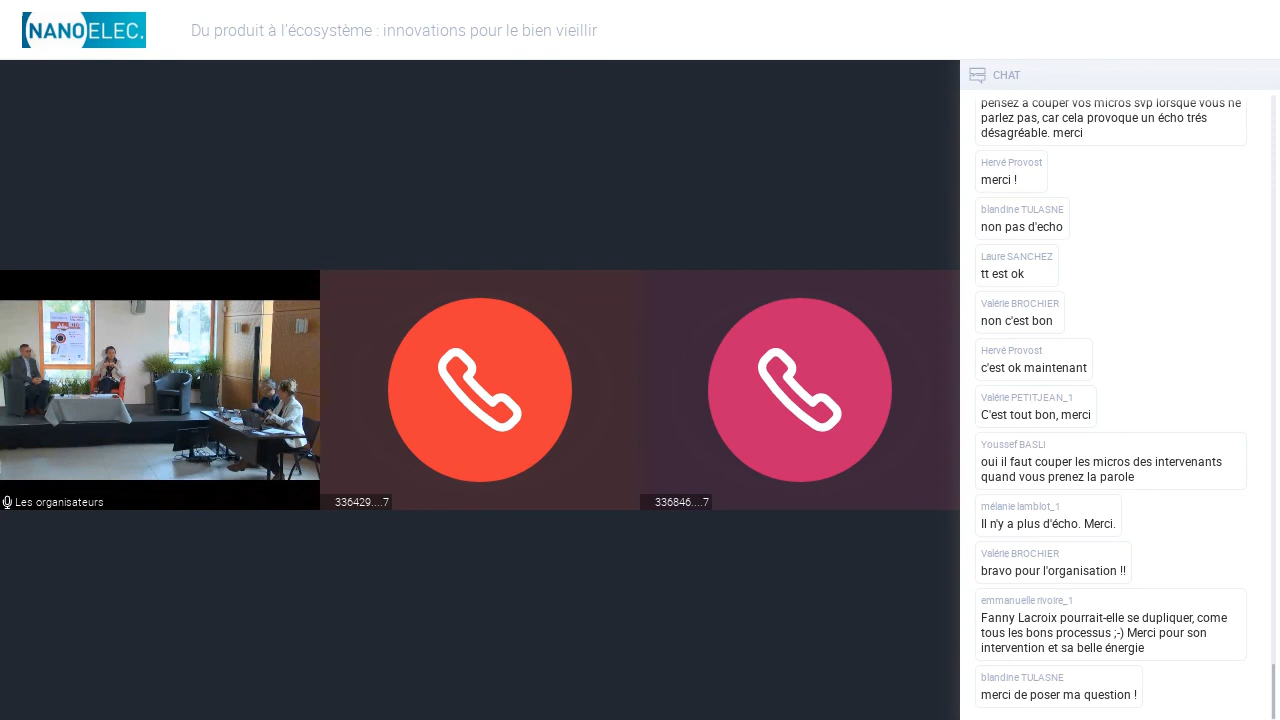 NANOELEC.
Du produit à l'écosystème : innovations pour le bien vieillir
CHAT
pensez a couper vos micros svp lorsque vous ne
parlez pas, car cela provoque un écho trés
désagréable. merci
Hervé Provost
merci !
blandine TULASNE
non pas d'echo
Laure SANCHEZ
tt est ok
Valérie BROCHIER
non c'est bon
Hervé Provost
c'est ok maintenant
Valérie PETITJEAN_1
C'est tout bon, merci
Youssef BASLI
oui il faut couper les micros des intervenants
quand vous prenez la parole
mélanie lamblot_1
Il n'y a plus d'écho. Merci.
Valérie BROCHIER
bravo pour l'organisation !!
emmanuelle rivoire_1
Fanny Lacroix pourrait-elle se dupliquer, come
tous les bons processus ;-) Merci pour son
intervention et sa belle énergie
blandine TULASNE
merci de poser ma question !
Les organisateurs
336429....7
336846....7